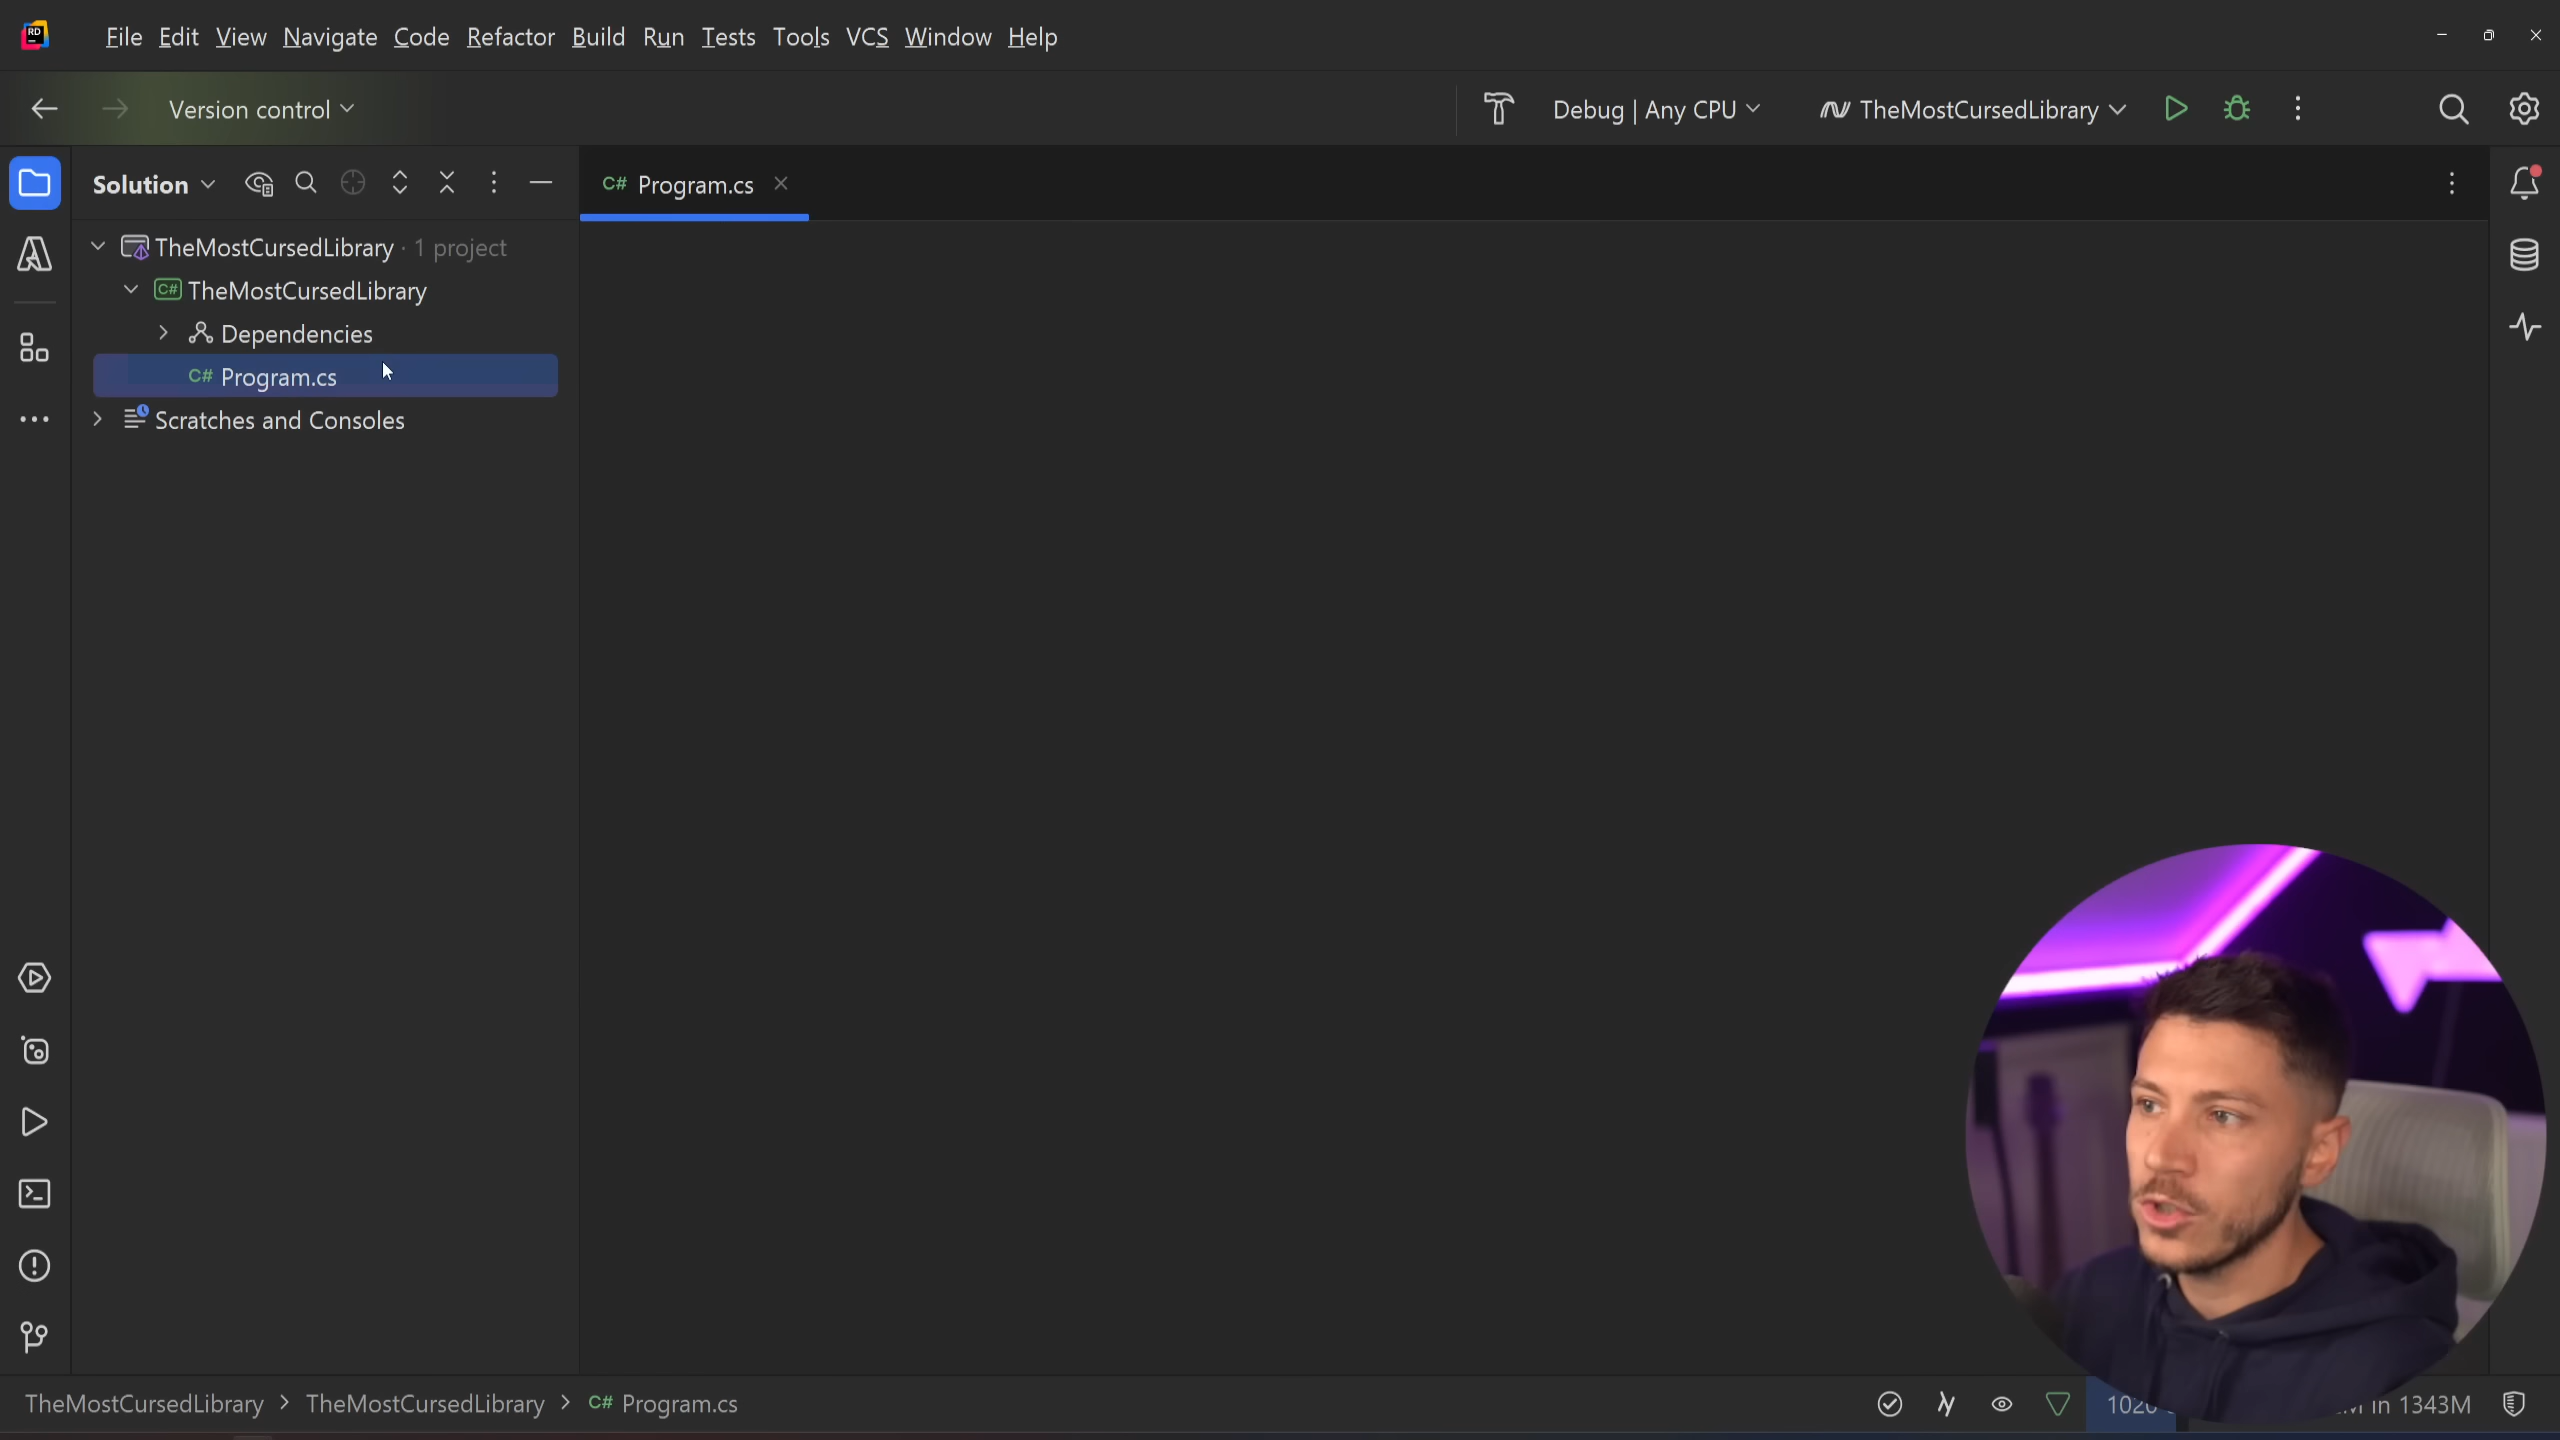 RD
File Edit View Navigate Code Refactor Build Run Tests Tools VCS Window Help
Version control
Debug | Any CPU
TheMostCursedLibrary
Solution
C# Program.cs
TheMostCursedLibrary · 1 project
C# TheMostCursedLibrary
Dependencies
C# Program.cs
Scratches and Consoles
TheMostCursedLibrary > TheMostCursedLibrary > C# Program.cs
1020
in 1343M